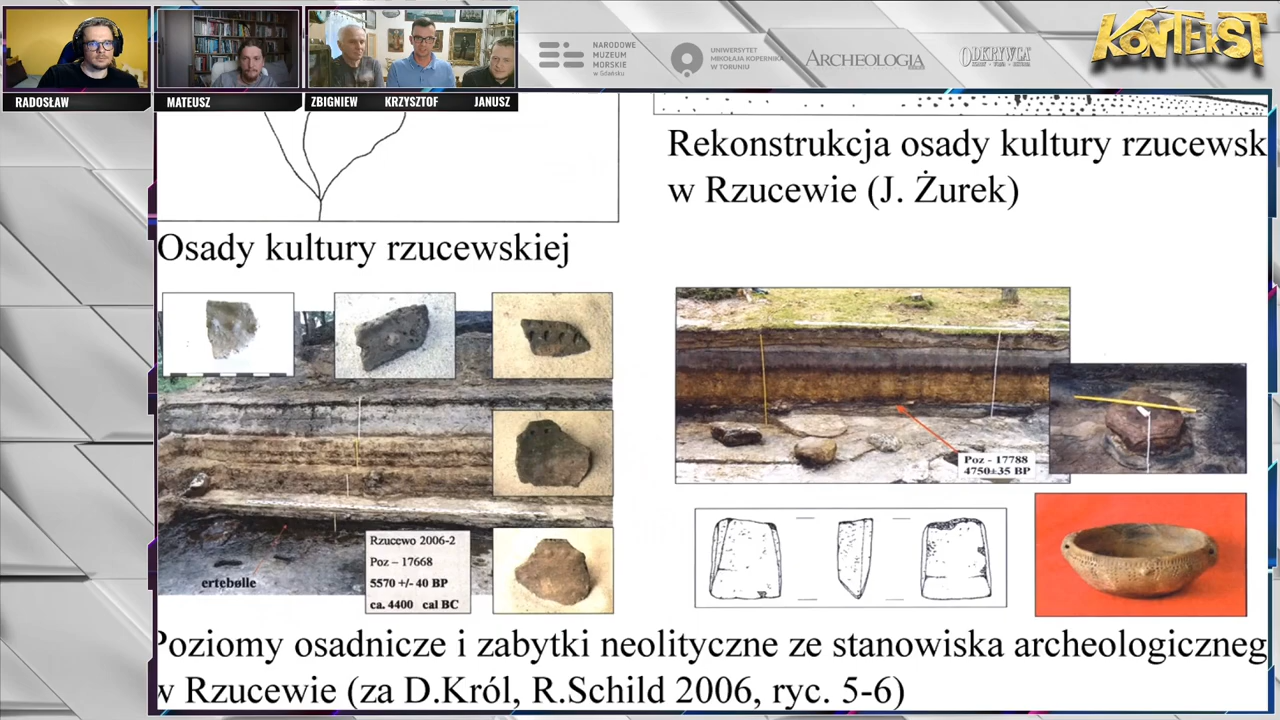 RADOSŁAW
MATEUSZ
ZBIGNIEW
KRZYSZTOF
JANUSZ
NARODOWE
MUZEUM
MORSKIE
w Gdańsku
UNIWERSYTET
MIKOŁAJA KOPERNIKA
W TORUNIU
ARCHEOLOGIA
ODKRYWCA
KONTEKST
Rekonstrukcja osady kultury rzucewsk
w Rzucewie (J. Żurek)
Osady kultury rzucewskiej
ertebølle
Rzucewo 2006-2
Poz – 17668
5570 +/- 40 BP
ca. 4400 cal BC
Poz - 17788
4750±35 BP
Poziomy osadnicze i zabytki neolityczne ze stanowiska archeologiczneg
w Rzucewie (za D.Król, R.Schild 2006, ryc. 5-6)